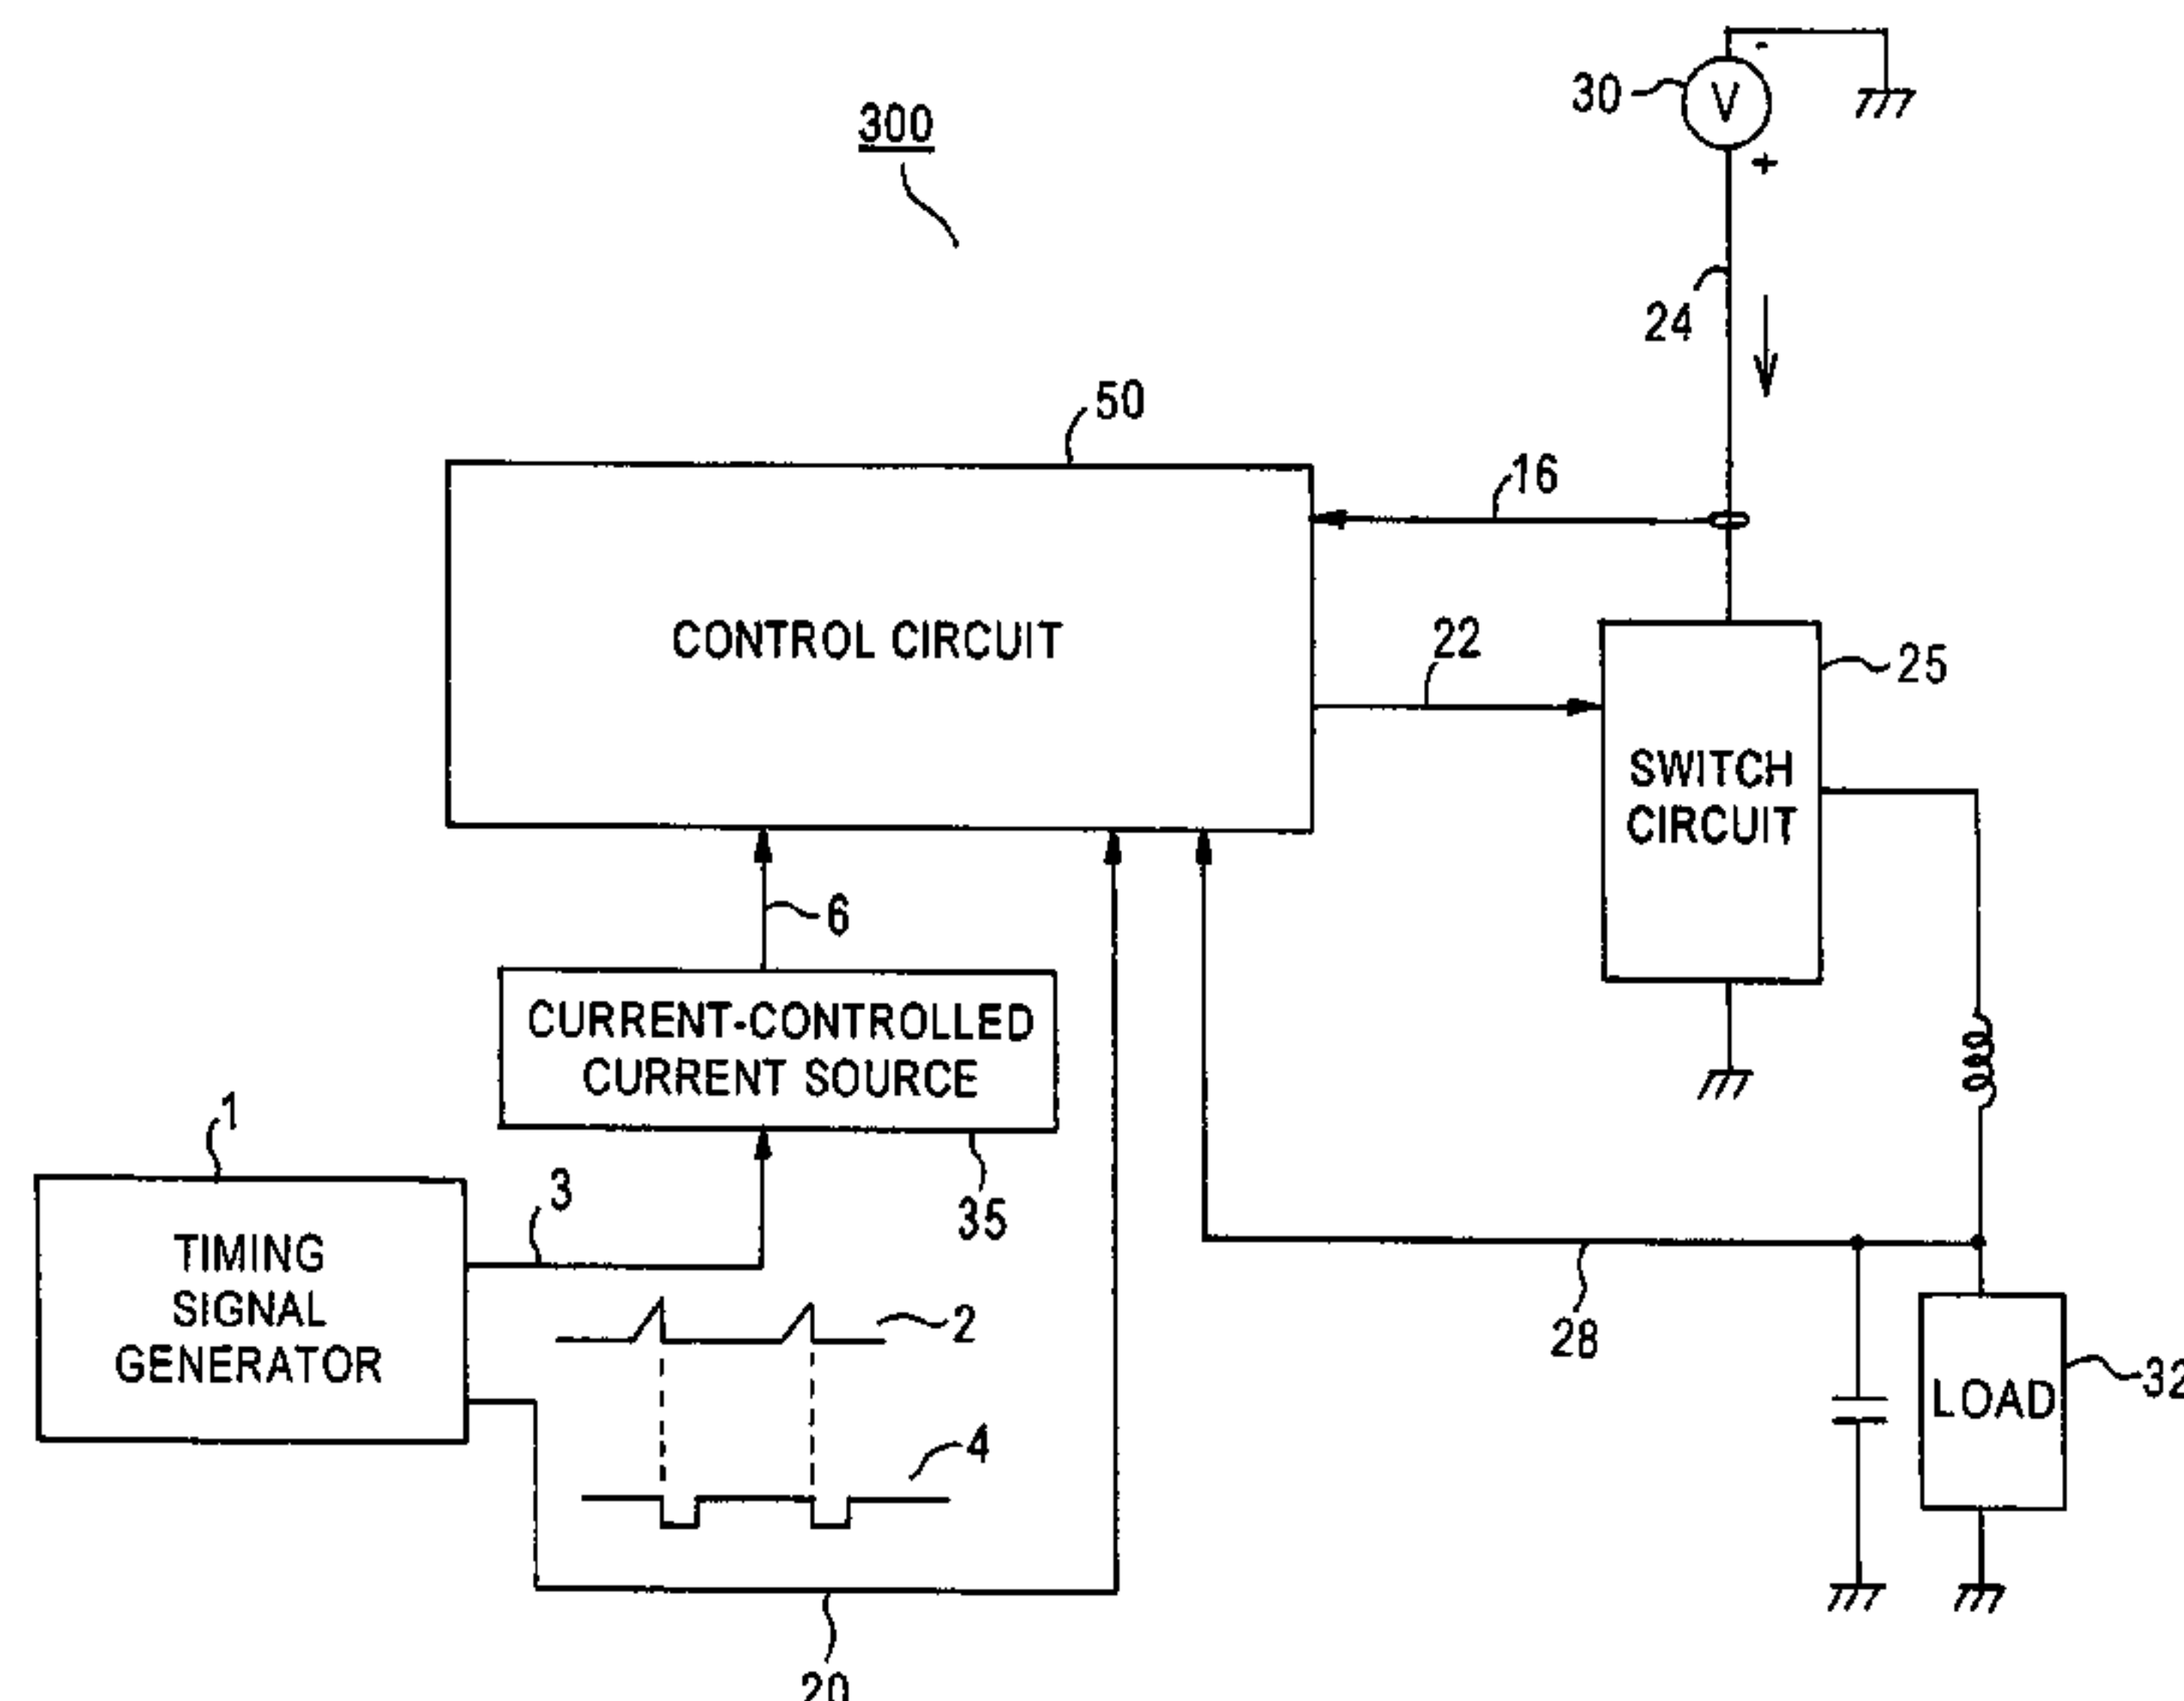 -
30
V
300
+
24
50
16
CONTROL CIRCUIT
22
25
SWITCH
CIRCUIT
6
CURRENT-CONTROLLED
CURRENT SOURCE
1
3
35
TIMING
SIGNAL
GENERATOR
2
28
LOAD
32
4
20